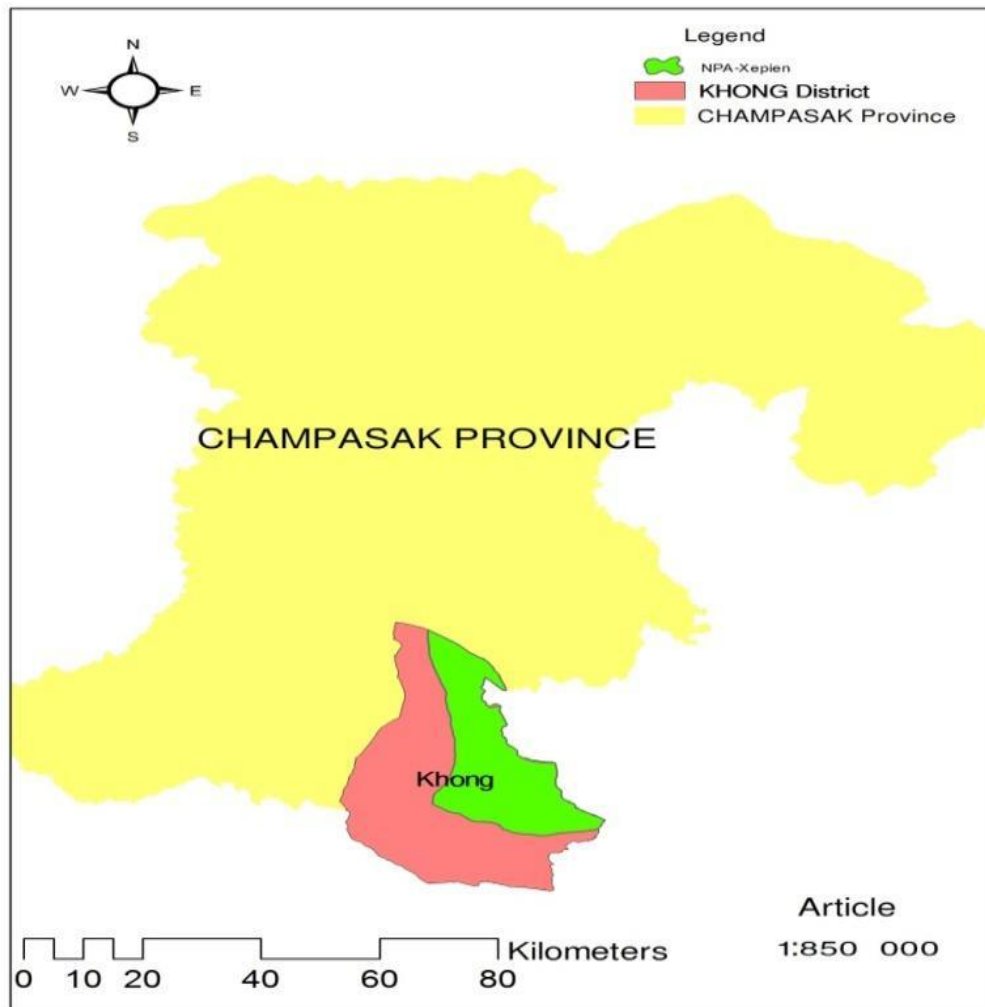 N
W E
S
Legend
NPA-Xepien
KHONG District
CHAMPASAK Province
CHAMPASAK PROVINCE
Khong
Article
1:850 000
Kilometers
0 10 20 40 60 80